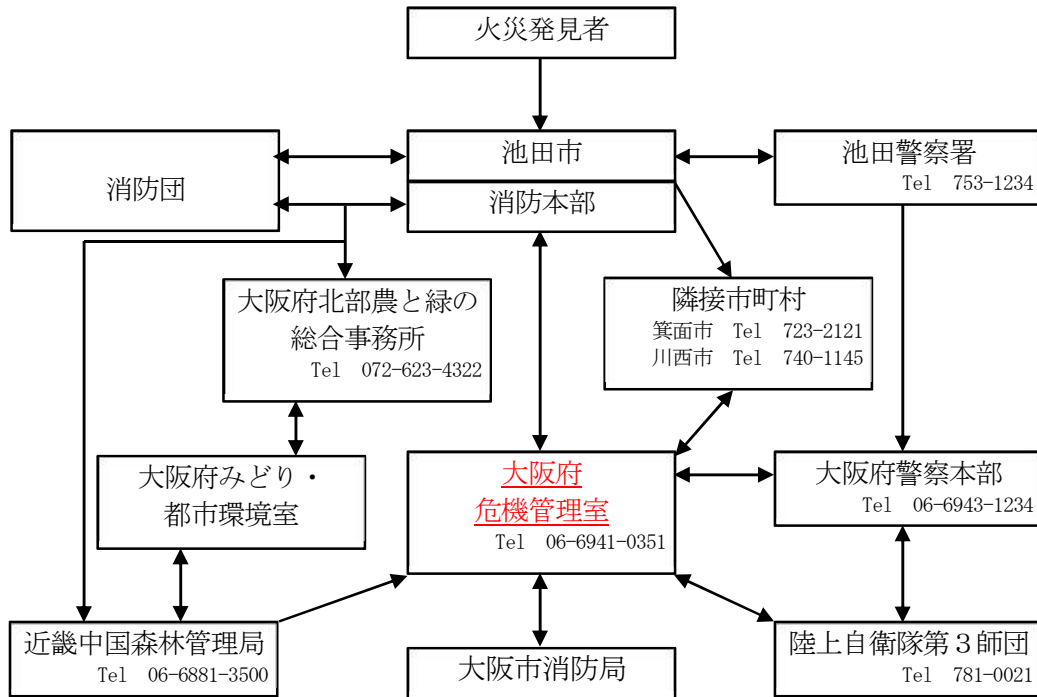 火災発見者
池田市
消防本部
消防団
池田警察署
Tel 753-1234
大阪府北部農と緑の
総合事務所
Tel 072-623-4322
隣接市町村
箕面市 Tel 723-2121
川西市 Tel 740-1145
大阪府みどり・
都市環境室
大阪府
危機管理室
Tel 06-6941-0351
大阪府警察本部
Tel 06-6943-1234
近畿中国森林管理局
Tel 06-6881-3500
大阪市消防局
陸上自衛隊第３師団
Tel 781-0021